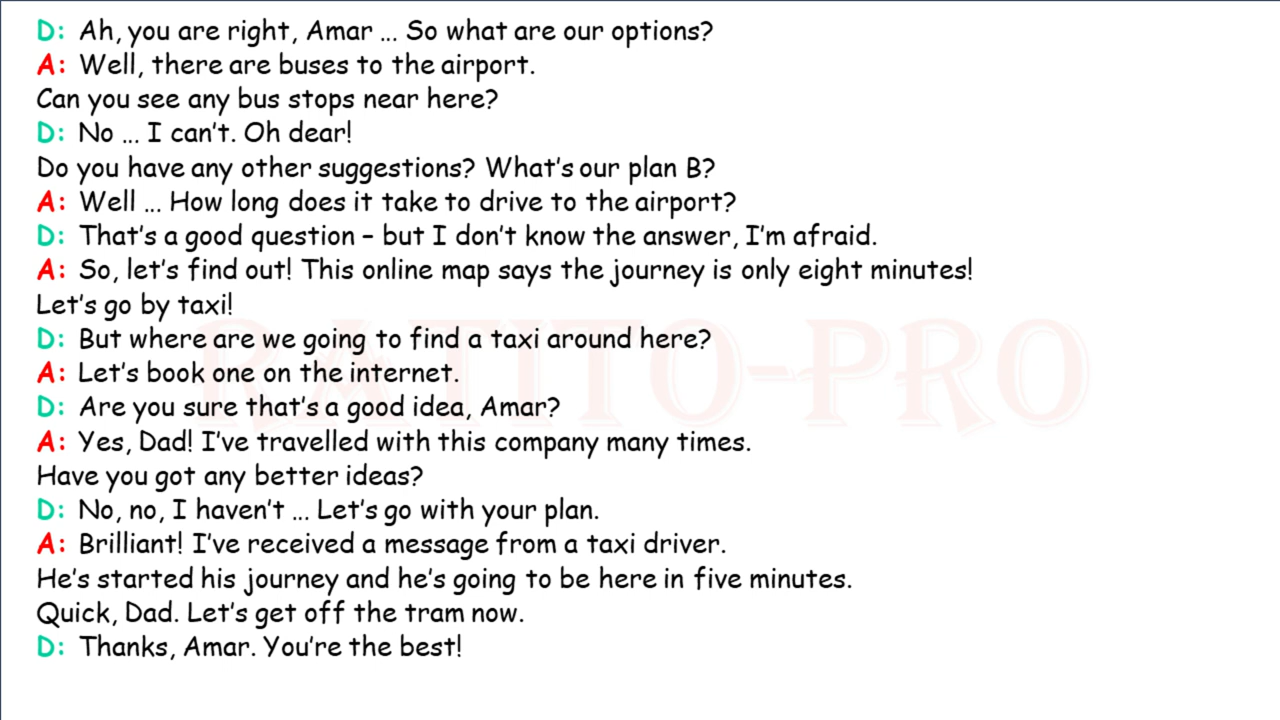 D: Ah, you are right, Amar ... So what are our options?
A: Well, there are buses to the airport.
Can you see any bus stops near here?
D: No ... I can't. Oh dear!
Do you have any other suggestions? What's our plan B?
A: Well ... How long does it take to drive to the airport?
D: That's a good question – but I don't know the answer, I'm afraid.
A: So, let's find out! This online map says the journey is only eight minutes!
Let's go by taxi!
D: But where are we going to find a taxi around here?
A: Let's book one on the internet.
RATITO-PRO
D: Are you sure that's a good idea, Amar?
A: Yes, Dad! I've travelled with this company many times.
Have you got any better ideas?
D: No, no, I haven't ... Let's go with your plan.
A: Brilliant! I've received a message from a taxi driver.
He's started his journey and he's going to be here in five minutes.
Quick, Dad. Let's get off the tram now.
D: Thanks, Amar. You're the best!